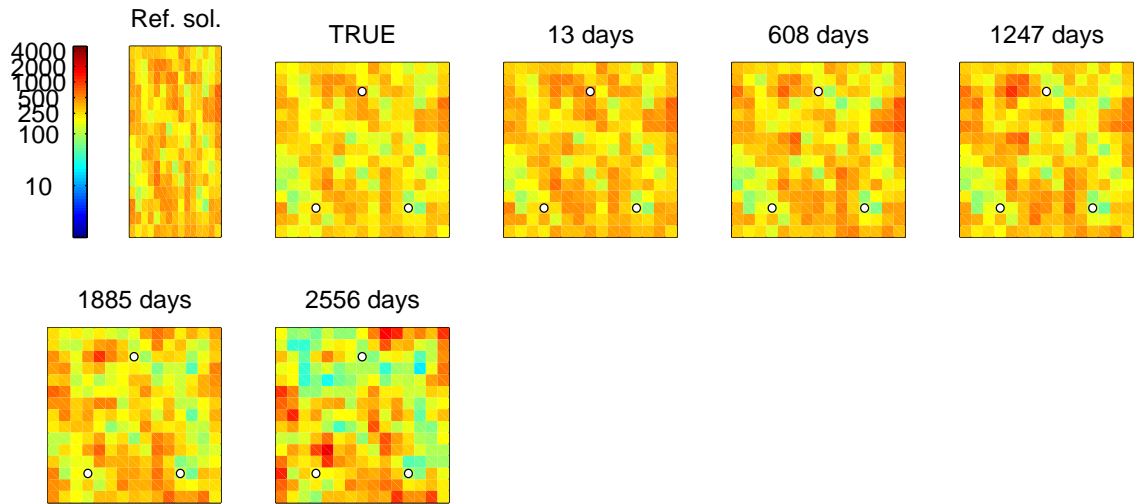 Ref. sol.
TRUE
13 days
608 days
1247 days
4000
2000
1000
500
250
100
10
1885 days
2556 days